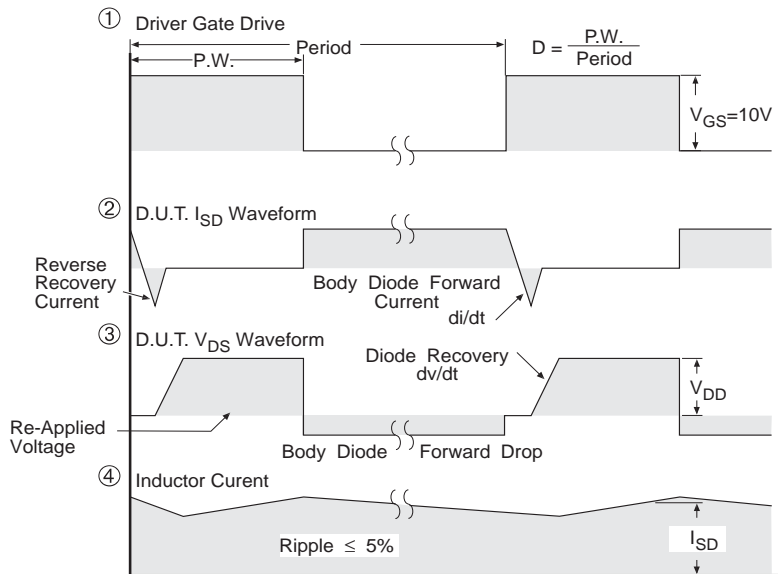 ① Driver Gate Drive
Period
P.W.
D = P.W. / Period
V_GS=10V
② D.U.T. I_SD Waveform
Reverse
Recovery
Current
Body Diode Forward
Current
di/dt
③ D.U.T. V_DS Waveform
Diode Recovery
dv/dt
V_DD
Re-Applied
Voltage
Body Diode Forward Drop
④ Inductor Curent
Ripple ≤ 5%
I_SD